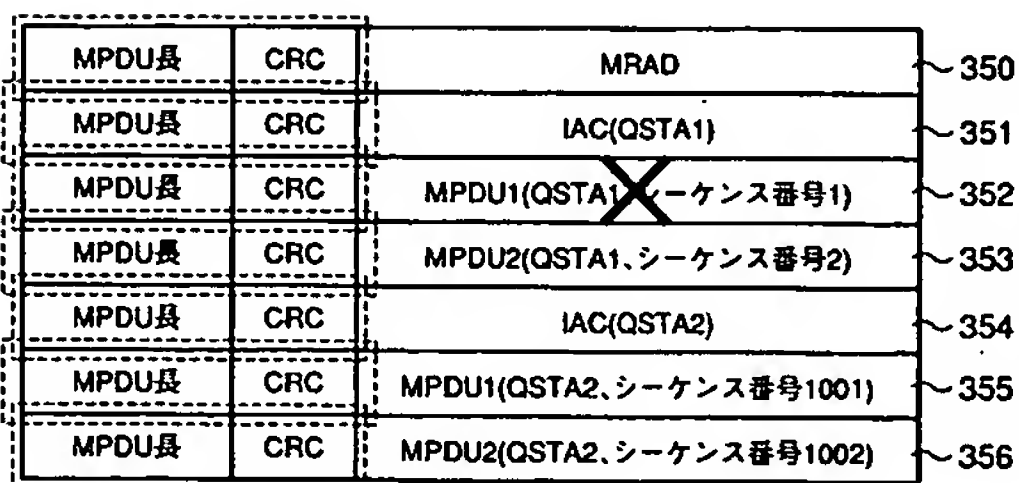 MPDU長 CRC MRAD 350
MPDU長 CRC IAC(QSTA1) 351
MPDU長 CRC MPDU1(QSTA1、シーケンス番号1) 352
MPDU長 CRC MPDU2(QSTA1、シーケンス番号2) 353
MPDU長 CRC IAC(QSTA2) 354
MPDU長 CRC MPDU1(QSTA2、シーケンス番号1001) 355
MPDU長 CRC MPDU2(QSTA2、シーケンス番号1002) 356